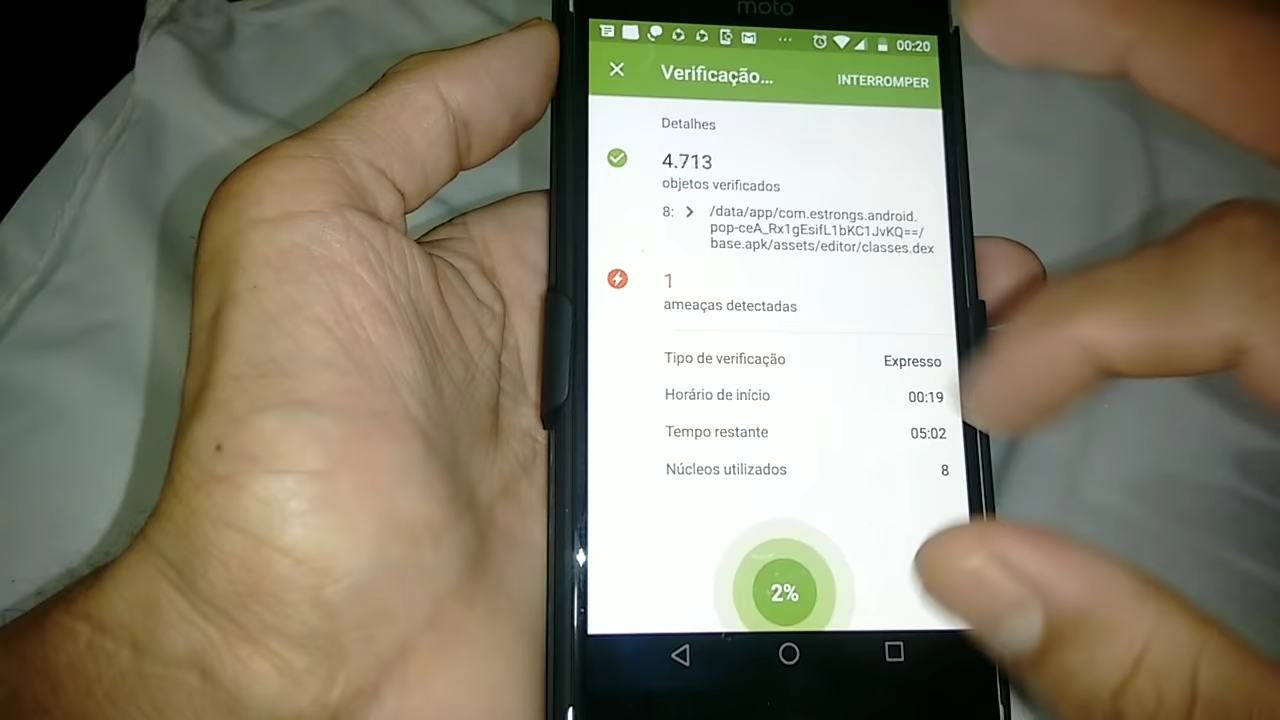 moto
00:20
Verificação...
INTERROMPER
Detalhes
4.713
objetos verificados
8: > /data/app/com.estrongs.android.
pop-ceA_Rx1gEsifL1bKC1JvKQ==/
base.apk/assets/editor/classes.dex
1
ameaças detectadas
Tipo de verificação Expresso
Horário de início 00:19
Tempo restante 05:02
Núcleos utilizados 8
2%